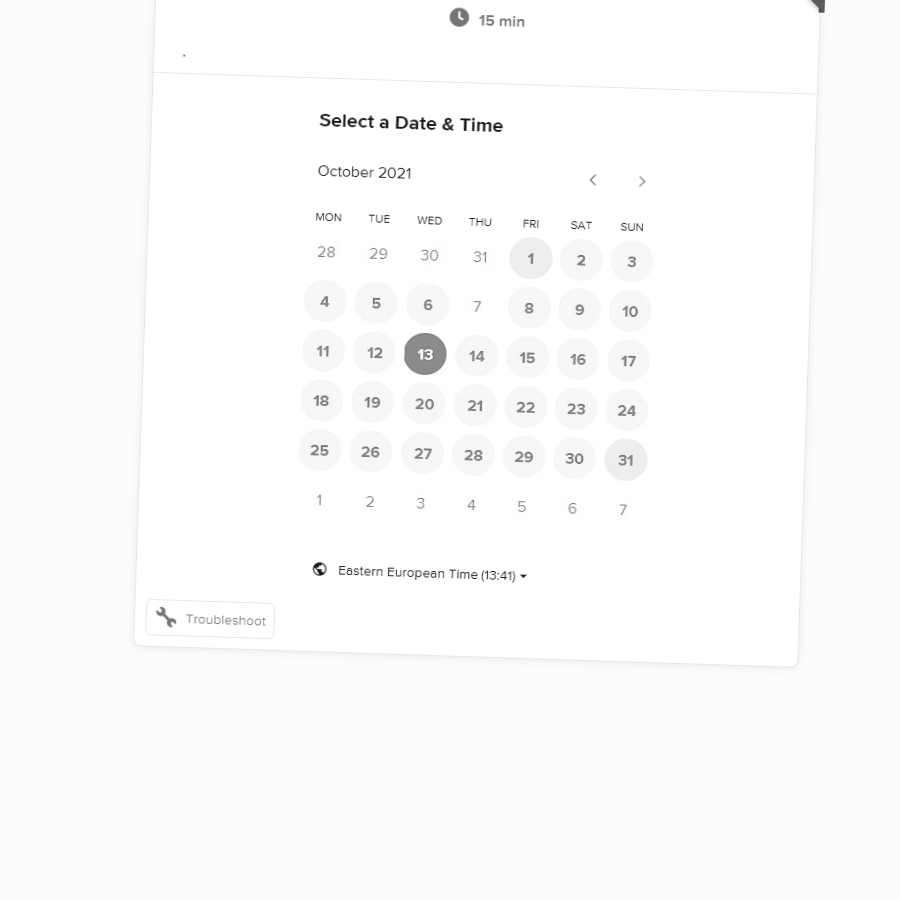 15 min
.
Select a Date & Time
October 2021
MON TUE WED THU FRI SAT SUN
28 29 30 31 1 2 3
4 5 6 7 8 9 10
11 12 13 14 15 16 17
18 19 20 21 22 23 24
25 26 27 28 29 30 31
1 2 3 4 5 6 7
Eastern European Time (13:41)
Troubleshoot